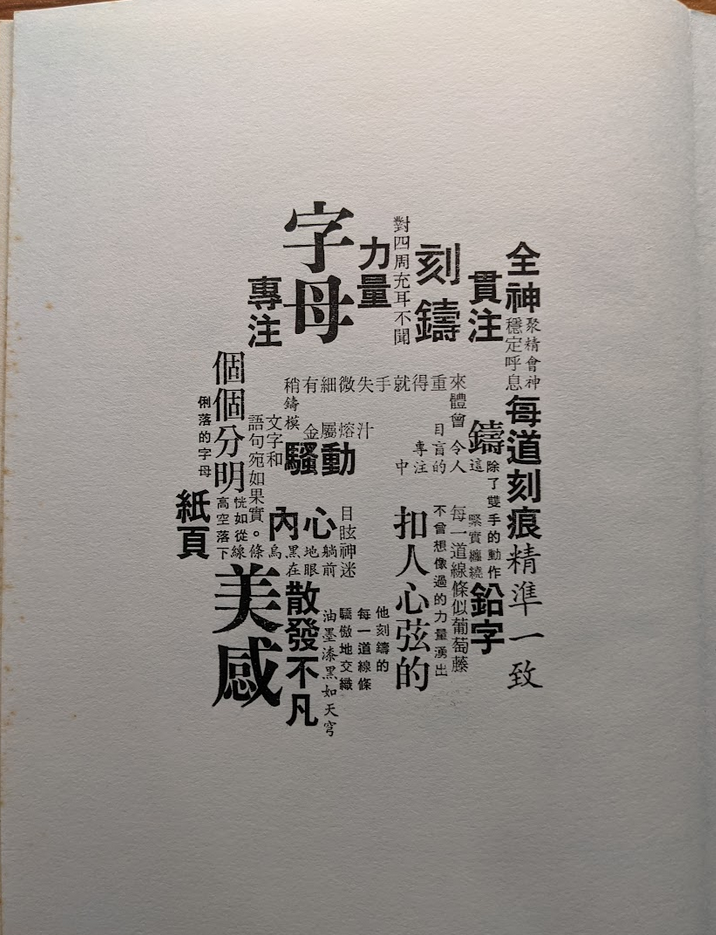 全神
聚精會神
穩定呼息
貫注
刻鑄
對四周充耳不聞
力量
字母
專注
每道刻痕
精準一致
鑄
這
除了雙手的動作
緊實纏繞
鉛字
來體會
令人
重得就手失微細有稍
目盲的
專注
中
鑄模
金屬熔汁
騷動
文字和
語句宛如果實。條
個個分明
俐落的字母
紙頁
恍如從線
高空落下
每一道線條似葡萄藤
不曾想像過的力量湧出
扣人心弦的
目眩神迷
心
內
躺前
地眼
黑在
烏
他刻鑄的
每一道線條
驕傲地交織
油墨漆黑如天穹
散發不凡
美感